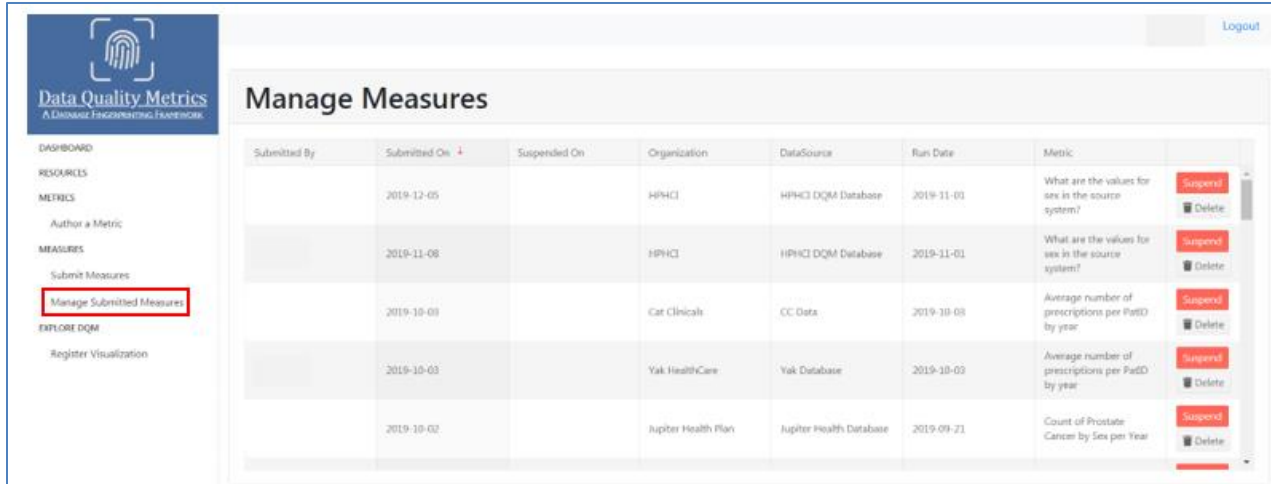 Logout
Data Quality Metrics
A Database Fingerprinting Framework
Manage Measures
DASHBOARD
RESOURCES
METRICS
Author a Metric
MEASURES
Submit Measures
Manage Submitted Measures
EXPLORE DQM
Register Visualization
Submitted By Submitted On ↓ Suspended On Organization DataSource Run Date Metric
2019-12-05 HPHCI HPHCI DQM Database 2019-11-01 What are the values for
sex in the source
system?
Suspend
Delete
2019-11-08 HPHCI HPHCI DQM Database 2019-11-01 What are the values for
sex in the source
system?
Suspend
Delete
2019-10-03 Cat Clinicals CC Data 2019-10-03 Average number of
prescriptions per PatID
by year
Suspend
Delete
2019-10-03 Yak HealthCare Yak Database 2019-10-03 Average number of
prescriptions per PatID
by year
Suspend
Delete
2019-10-02 Jupiter Health Plan Jupiter Health Database 2019-09-21 Count of Prostate
Cancer by Sex per Year
Suspend
Delete